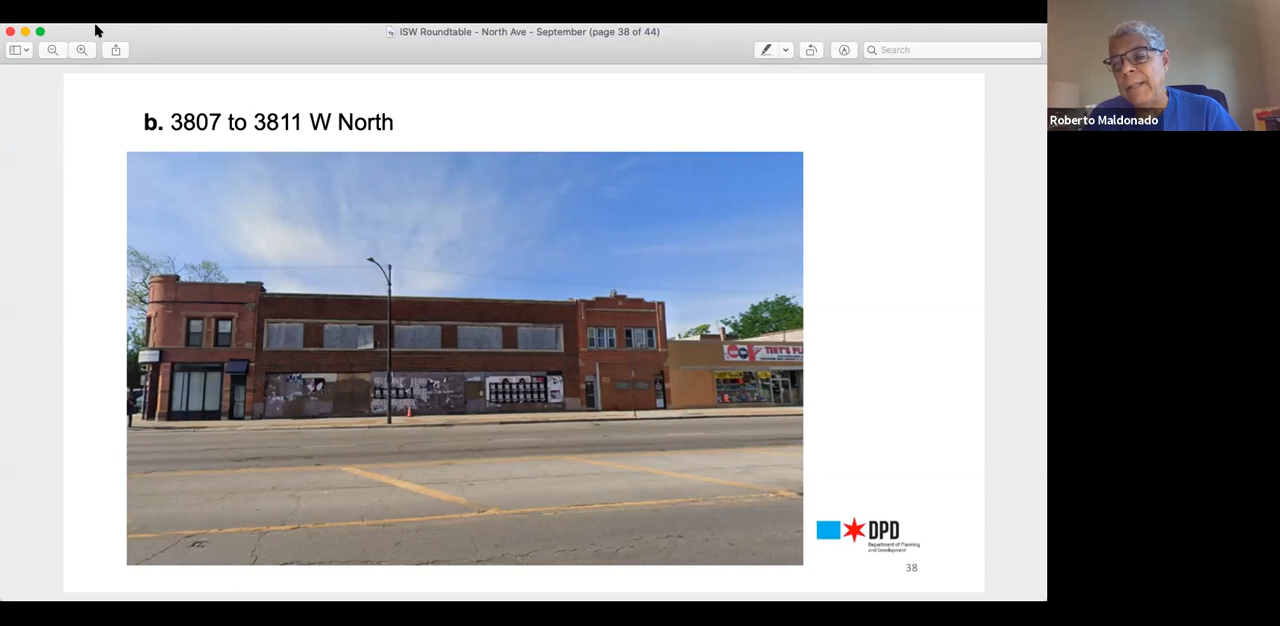 ISW Roundtable - North Ave - September (page 38 of 44)
Search
Roberto Maldonado
b. 3807 to 3811 W North
DPD
Department of Planning
and Development
38